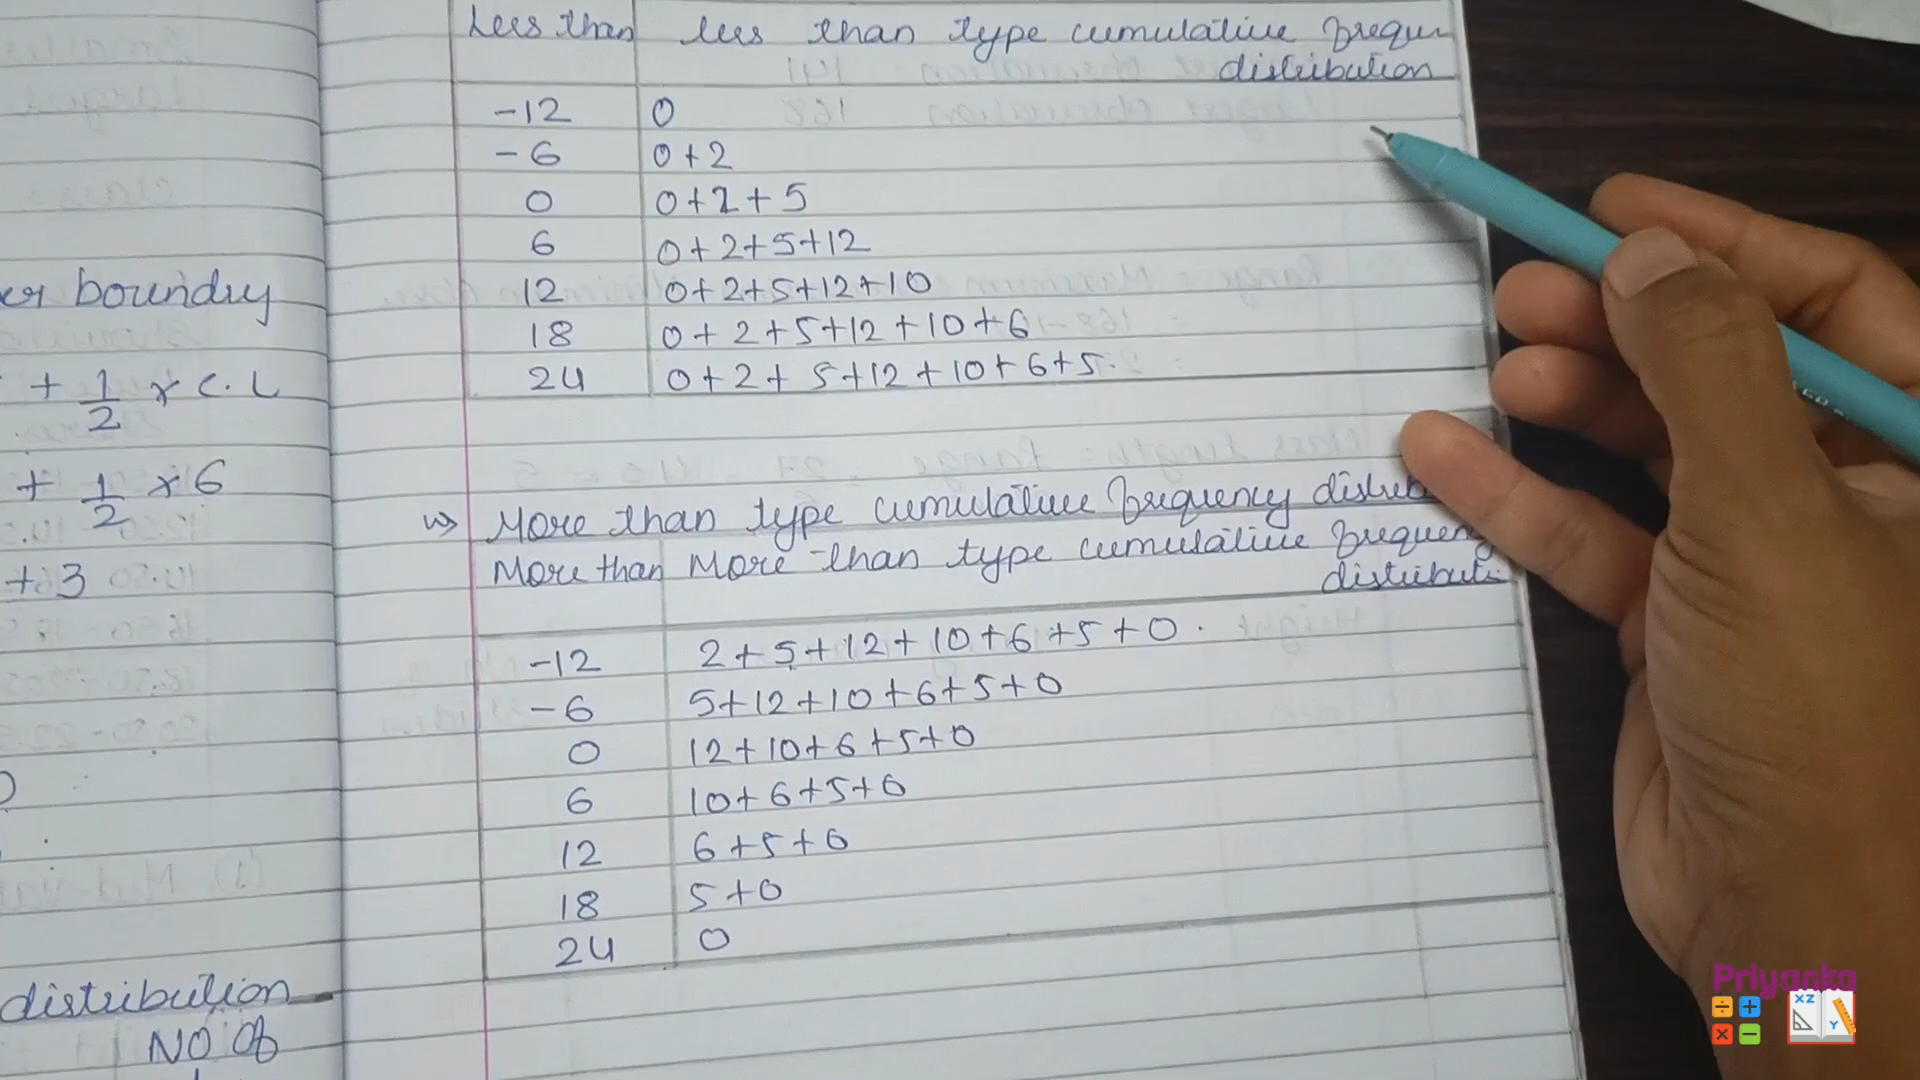 er boundry
+ 1/2 × C.L
+ 1/2 × 6
+3
distribution
No Of
Less than less than type cumulative frequ
distribution
-12 0
-6 0+2
0 0+2+5
6 0+2+5+12
12 0+2+5+12+10
18 0+2+5+12+10+6
24 0+2+5+12+10+6+5.
More than type cumulative frequency distrib
More than More than type cumulative frequen
distributi
-12 2+5+12+10+6+5+0.
-6 5+12+10+6+5+0
0 12+10+6+5+0
6 10+6+5+0
12 6+5+0
18 5+0
24 0
Priyanka
XZ
Y